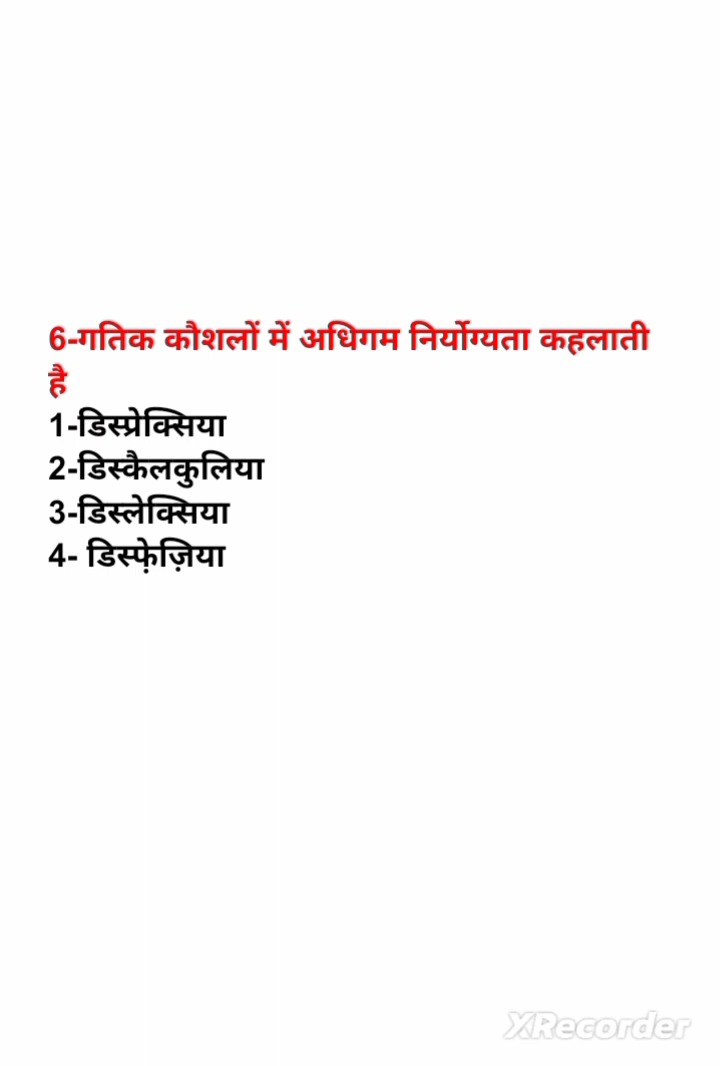 6-गतिक कौशलों में अधिगम निर्योग्यता कहलाती
है
1-डिस्प्रेक्सिया
2-डिस्कैलकुलिया
3-डिस्लेक्सिया
4- डिस्फे़ज़िया
XRecorder